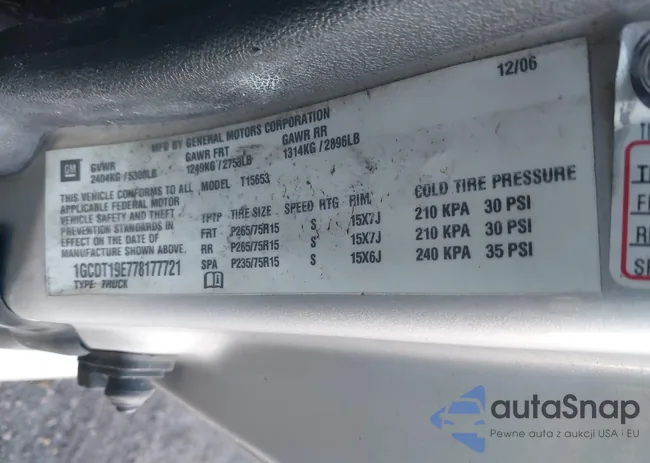 12/06
MFD BY GENERAL MOTORS CORPORATION
GM
GVWR GAWR FRT GAWR RR
2404KG/5300LB 1249KG/2753LB 1314KG/2896LB
THIS VEHICLE CONFORMS TO ALL MODEL T15653
APPLICABLE FEDERAL MOTOR
VEHICLE SAFETY AND THEFT
PREVENTION STANDARDS IN
EFFECT ON THE DATE OF
MANUFACTURE SHOWN ABOVE.
1GCDT19E778177721
TYPE: TRUCK
TPTP TIRE SIZE SPEED RTG RIM COLD TIRE PRESSURE
FRT P265/75R15 S 15X7J 210 KPA 30 PSI
RR P265/75R15 S 15X7J 210 KPA 30 PSI
SPA P235/75R15 S 15X6J 240 KPA 35 PSI
autaSnap
Pewne auta z aukcji USA i EU